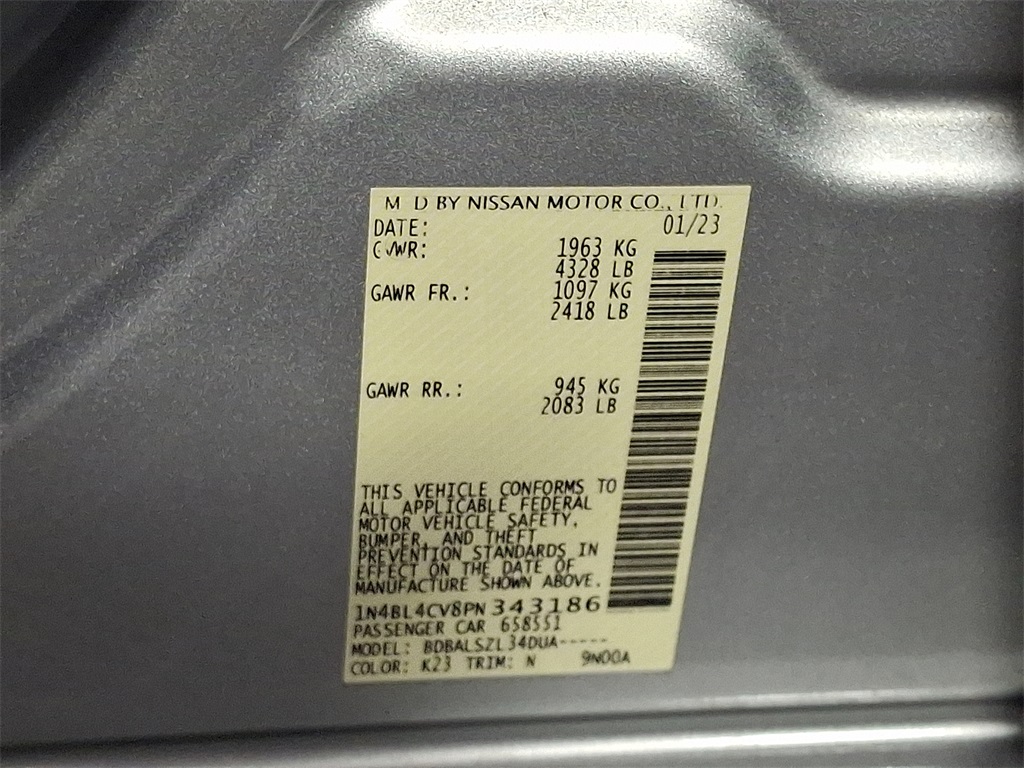 M D BY NISSAN MOTOR CO., LTD.
DATE: 01/23
GVWR: 1963 KG
4328 LB
GAWR FR.: 1097 KG
2418 LB
GAWR RR.: 945 KG
2083 LB
THIS VEHICLE CONFORMS TO
ALL APPLICABLE FEDERAL
MOTOR VEHICLE SAFETY,
BUMPER, AND THEFT
PREVENTION STANDARDS IN
EFFECT ON THE DATE OF
MANUFACTURE SHOWN ABOVE.
1N4BL4CV8PN343186
PASSENGER CAR 658551
MODEL: BDBALSZL34DUA-----
COLOR: K23 TRIM: N 9N00A